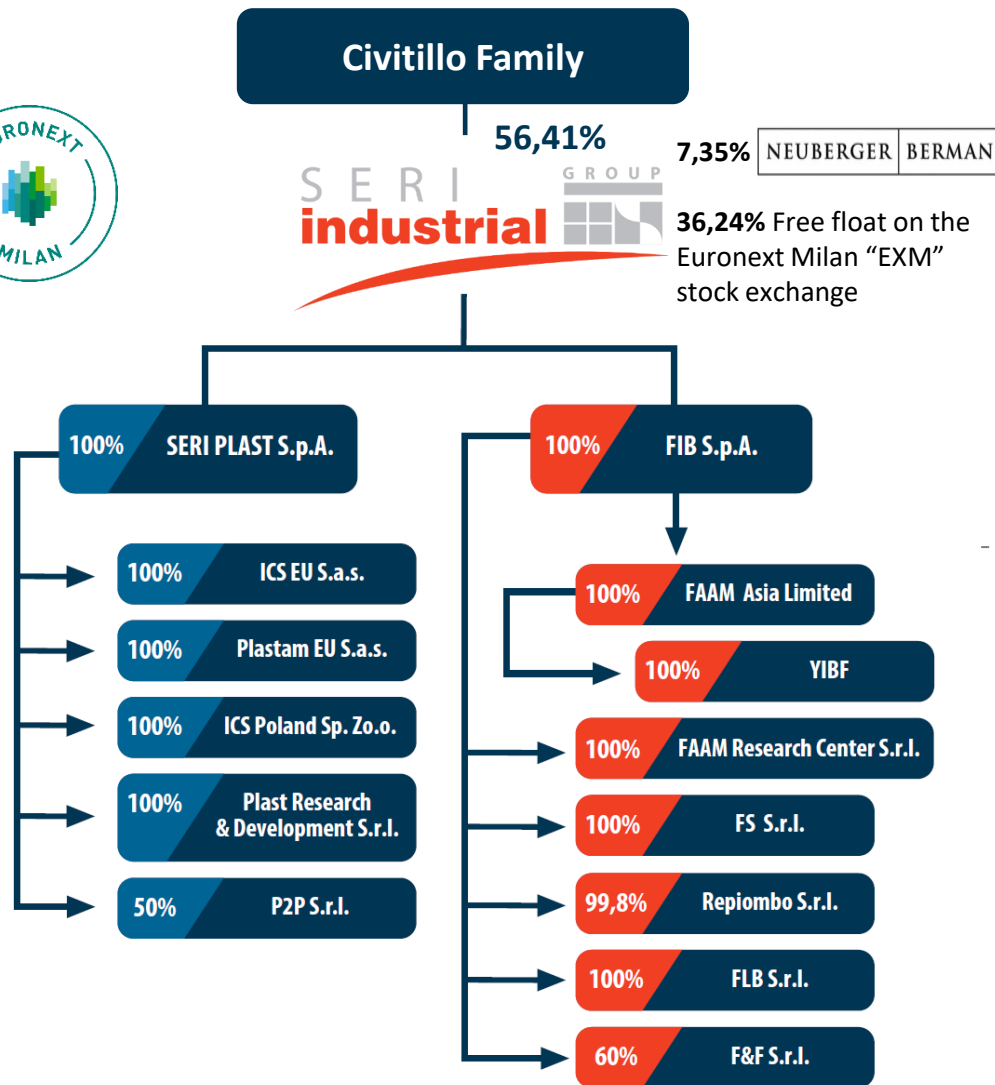 Civitillo Family
EURONEXT
MILAN
56,41%
SERI
industrial
GROUP
7,35% NEUBERGER BERMAN
36,24% Free float on the
Euronext Milan “EXM”
stock exchange
100% SERI PLAST S.p.A.
100% ICS EU S.a.s.
100% Plastam EU S.a.s.
100% ICS Poland Sp. Zo.o.
100% Plast Research
& Development S.r.l.
50% P2P S.r.l.
100% FIB S.p.A.
100% FAAM Asia Limited
100% YIBF
100% FAAM Research Center S.r.l.
100% FS S.r.l.
99,8% Repiombo S.r.l.
100% FLB S.r.l.
60% F&F S.r.l.